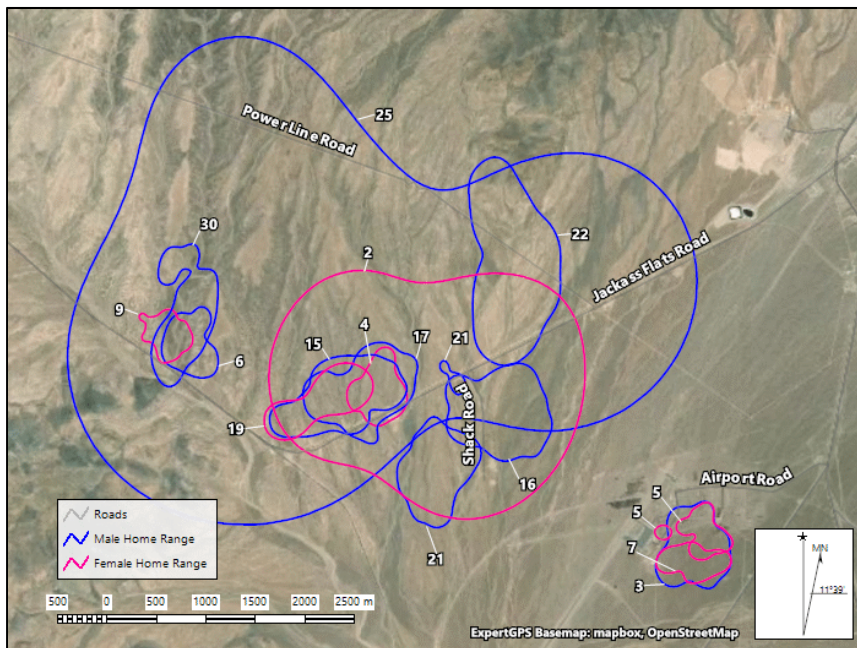 25
Power Line Road
30
22
2
Jackass Flats Road
9
15
4
17
21
6
19
Shack Road
16
5
Airport Road
5
21
7
3
Roads
Male Home Range
Female Home Range
MN
11°39'
500 0 500 1000 1500 2000 2500 m
ExpertGPS Basemap: mapbox, OpenStreetMap